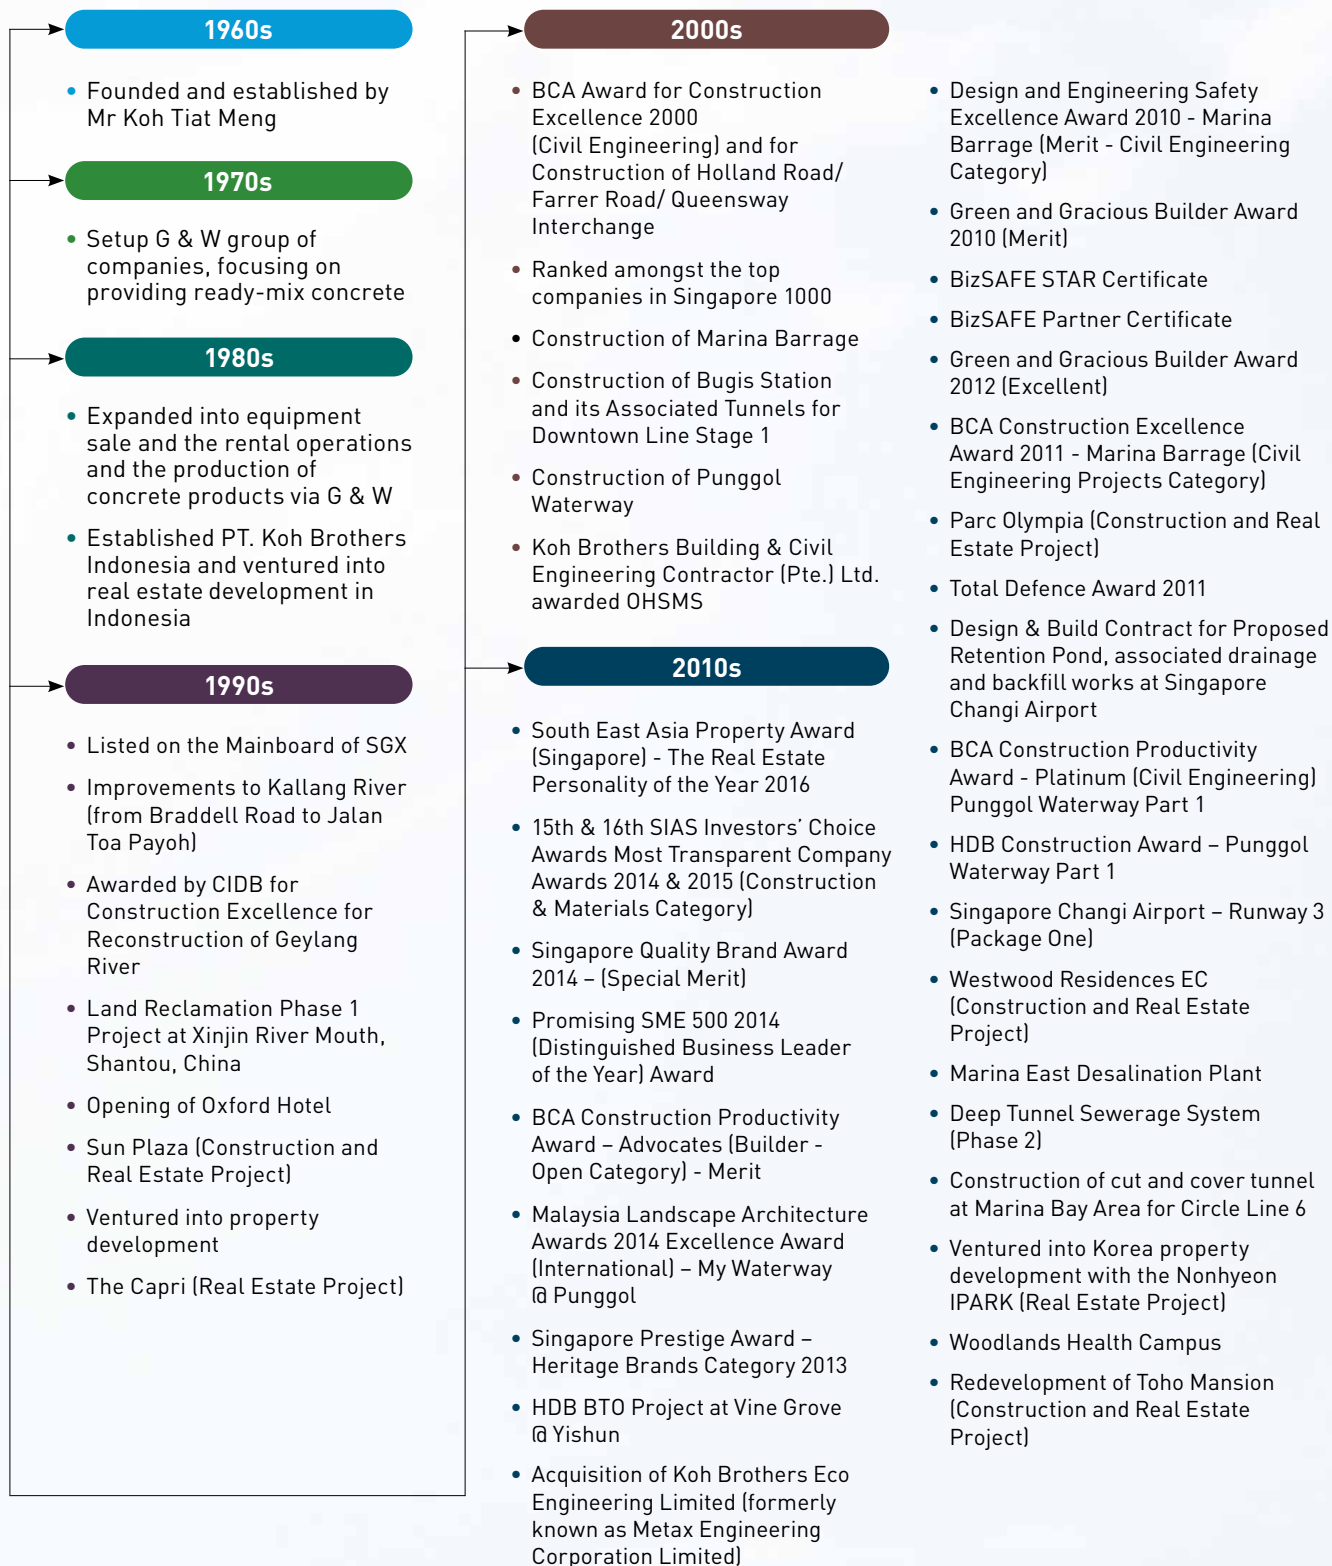 1960s
• Founded and established by
Mr Koh Tiat Meng
1970s
• Setup G & W group of
companies, focusing on
providing ready-mix concrete
1980s
• Expanded into equipment
sale and the rental operations
and the production of
concrete products via G & W
• Established PT. Koh Brothers
Indonesia and ventured into
real estate development in
Indonesia
1990s
• Listed on the Mainboard of SGX
• Improvements to Kallang River
(from Braddell Road to Jalan
Toa Payoh)
• Awarded by CIDB for
Construction Excellence for
Reconstruction of Geylang
River
• Land Reclamation Phase 1
Project at Xinjin River Mouth,
Shantou, China
• Opening of Oxford Hotel
• Sun Plaza (Construction and
Real Estate Project)
• Ventured into property
development
• The Capri (Real Estate Project)
2000s
• BCA Award for Construction
Excellence 2000
(Civil Engineering) and for
Construction of Holland Road/
Farrer Road/ Queensway
Interchange
• Ranked amongst the top
companies in Singapore 1000
• Construction of Marina Barrage
• Construction of Bugis Station
and its Associated Tunnels for
Downtown Line Stage 1
• Construction of Punggol
Waterway
• Koh Brothers Building & Civil
Engineering Contractor (Pte.) Ltd.
awarded OHSMS
2010s
• South East Asia Property Award
(Singapore) - The Real Estate
Personality of the Year 2016
• 15th & 16th SIAS Investors’ Choice
Awards Most Transparent Company
Awards 2014 & 2015 (Construction
& Materials Category)
• Singapore Quality Brand Award
2014 – (Special Merit)
• Promising SME 500 2014
(Distinguished Business Leader
of the Year) Award
• BCA Construction Productivity
Award – Advocates (Builder -
Open Category) - Merit
• Malaysia Landscape Architecture
Awards 2014 Excellence Award
(International) – My Waterway
@ Punggol
• Singapore Prestige Award –
Heritage Brands Category 2013
• HDB BTO Project at Vine Grove
@ Yishun
• Acquisition of Koh Brothers Eco
Engineering Limited (formerly
known as Metax Engineering
Corporation Limited)
• Design and Engineering Safety
Excellence Award 2010 - Marina
Barrage (Merit - Civil Engineering
Category)
• Green and Gracious Builder Award
2010 (Merit)
• BizSAFE STAR Certificate
• BizSAFE Partner Certificate
• Green and Gracious Builder Award
2012 (Excellent)
• BCA Construction Excellence
Award 2011 - Marina Barrage (Civil
Engineering Projects Category)
• Parc Olympia (Construction and Real
Estate Project)
• Total Defence Award 2011
• Design & Build Contract for Proposed
Retention Pond, associated drainage
and backfill works at Singapore
Changi Airport
• BCA Construction Productivity
Award - Platinum (Civil Engineering)
Punggol Waterway Part 1
• HDB Construction Award – Punggol
Waterway Part 1
• Singapore Changi Airport – Runway 3
(Package One)
• Westwood Residences EC
(Construction and Real Estate
Project)
• Marina East Desalination Plant
• Deep Tunnel Sewerage System
(Phase 2)
• Construction of cut and cover tunnel
at Marina Bay Area for Circle Line 6
• Ventured into Korea property
development with the Nonhyeon
IPARK (Real Estate Project)
• Woodlands Health Campus
• Redevelopment of Toho Mansion
(Construction and Real Estate
Project)